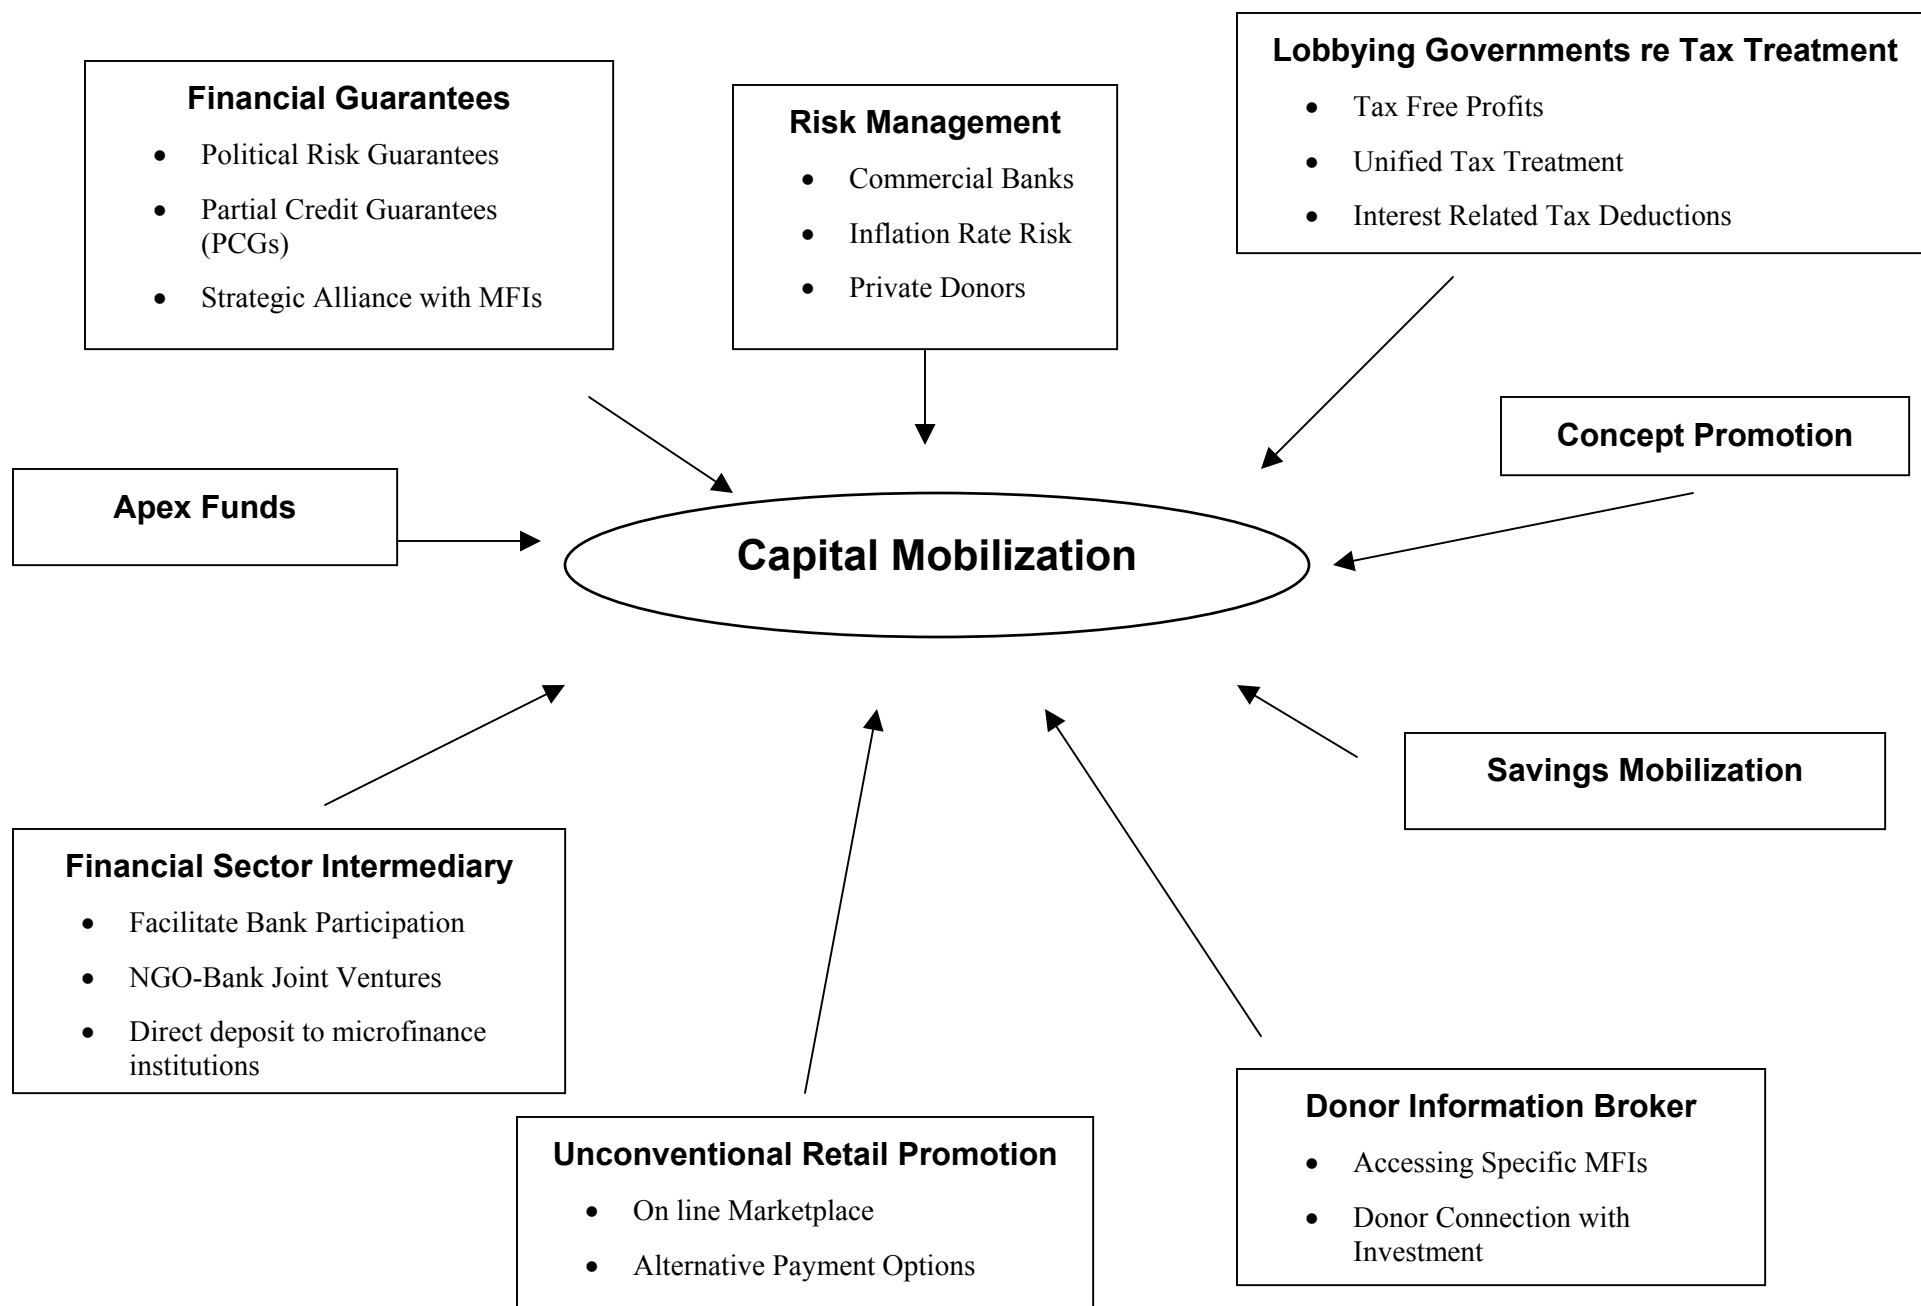 Lobbying Governments re Tax Treatment
• Tax Free Profits
• Unified Tax Treatment
• Interest Related Tax Deductions
Financial Guarantees
• Political Risk Guarantees
• Partial Credit Guarantees
(PCGs)
• Strategic Alliance with MFIs
Risk Management
• Commercial Banks
• Inflation Rate Risk
• Private Donors
Concept Promotion
Apex Funds
Capital Mobilization
Savings Mobilization
Financial Sector Intermediary
• Facilitate Bank Participation
• NGO-Bank Joint Ventures
• Direct deposit to microfinance
institutions
Donor Information Broker
• Accessing Specific MFIs
• Donor Connection with
Investment
Unconventional Retail Promotion
• On line Marketplace
• Alternative Payment Options